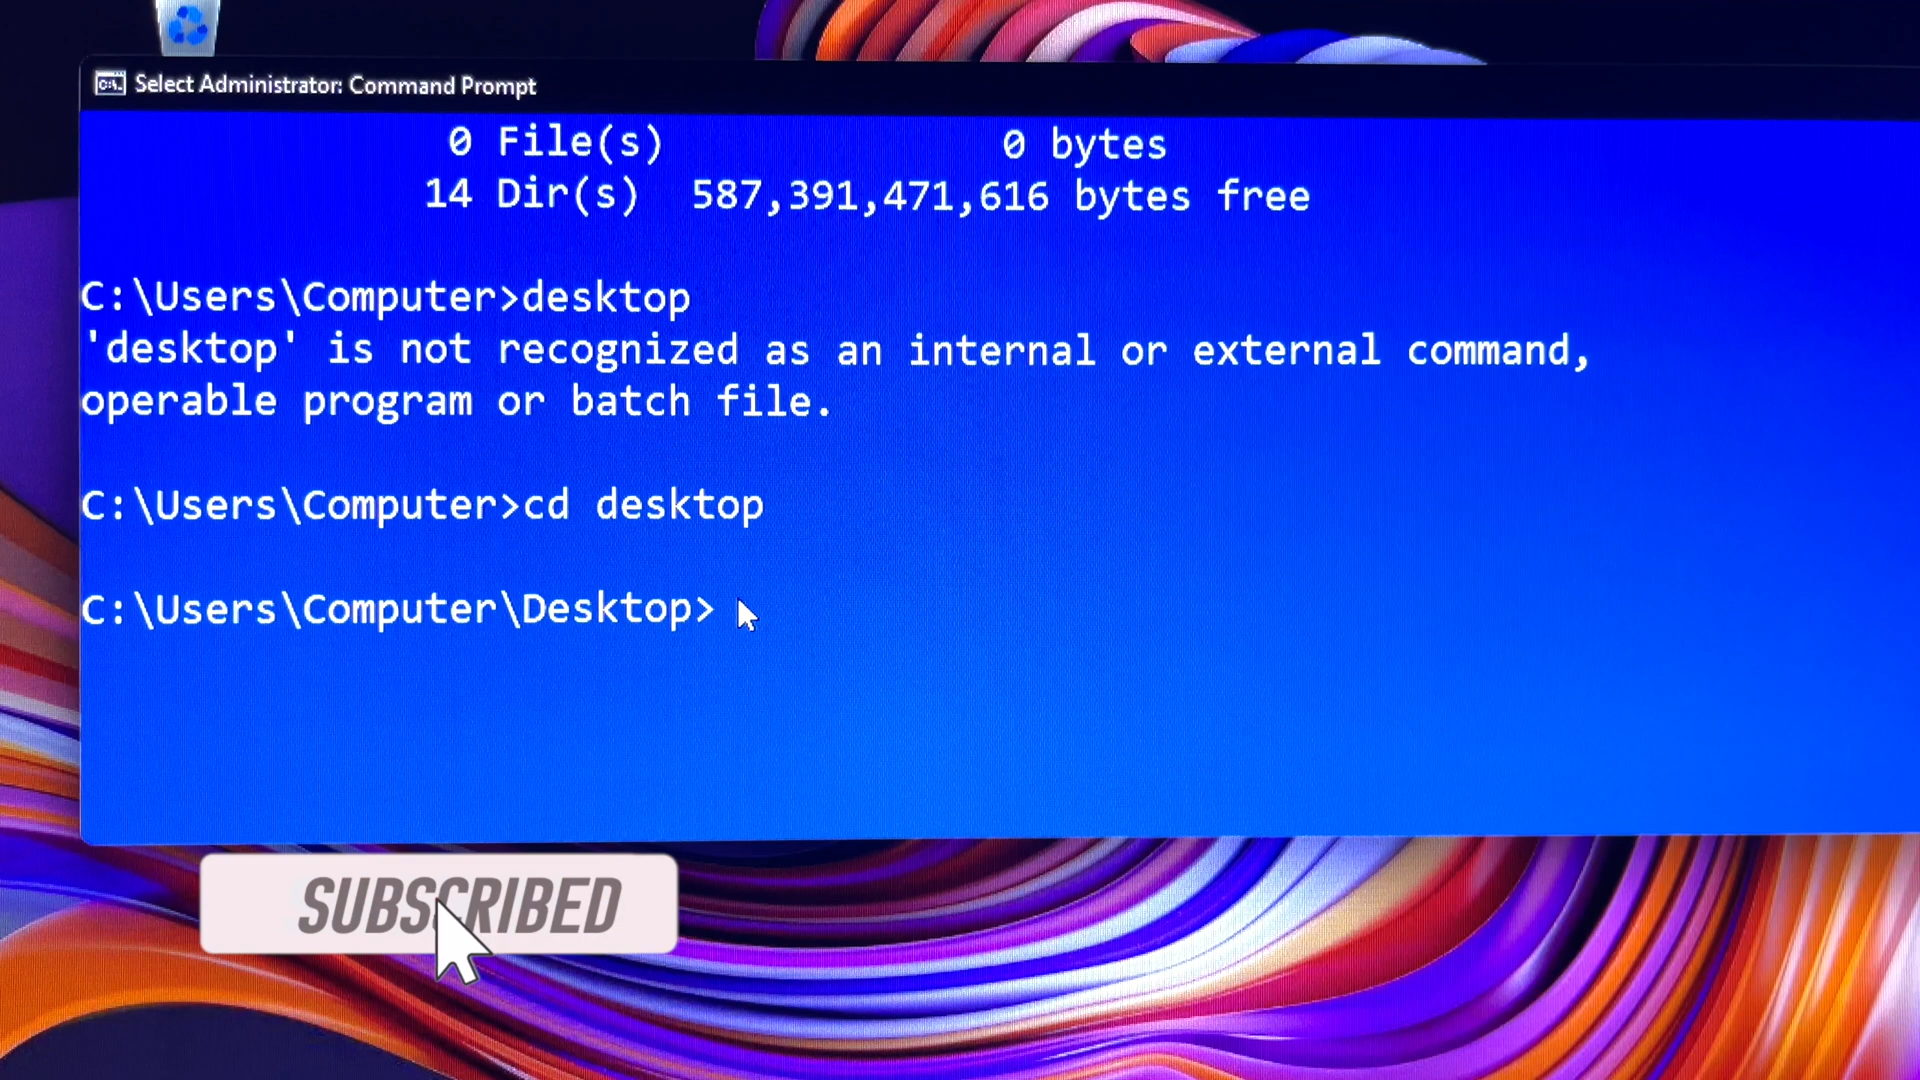 Select Administrator: Command Prompt
0 File(s) 0 bytes
14 Dir(s) 587,391,471,616 bytes free
C:\Users\Computer>desktop
'desktop' is not recognized as an internal or external command,
operable program or batch file.
C:\Users\Computer>cd desktop
C:\Users\Computer\Desktop>
SUBSCRIBED